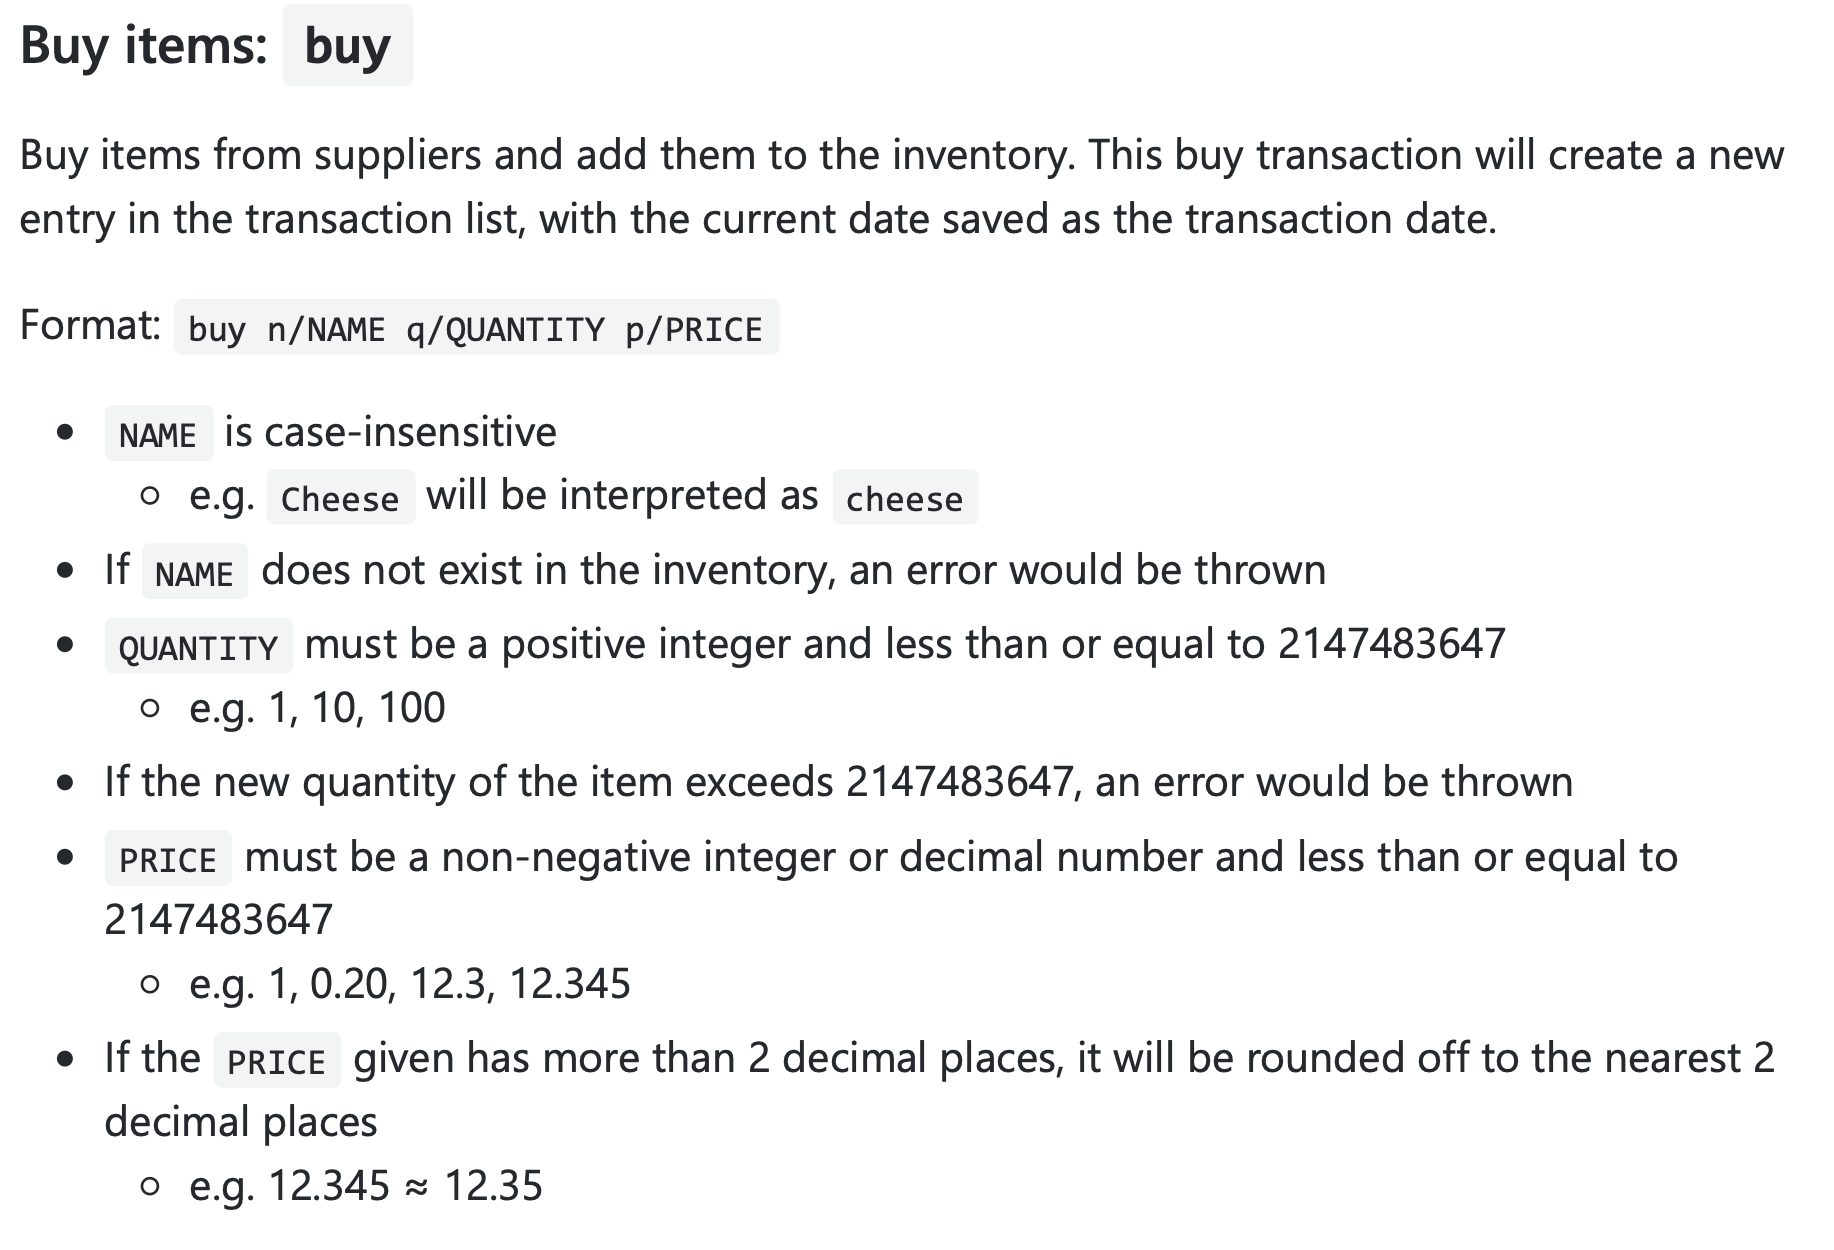 Buy items: buy
Buy items from suppliers and add them to the inventory. This buy transaction will create a new
entry in the transaction list, with the current date saved as the transaction date.
Format: buy n/NAME q/QUANTITY p/PRICE
NAME is case-insensitive
e.g. Cheese will be interpreted as cheese
If NAME does not exist in the inventory, an error would be thrown
QUANTITY must be a positive integer and less than or equal to 2147483647
e.g. 1, 10, 100
If the new quantity of the item exceeds 2147483647, an error would be thrown
PRICE must be a non-negative integer or decimal number and less than or equal to
2147483647
e.g. 1, 0.20, 12.3, 12.345
If the PRICE given has more than 2 decimal places, it will be rounded off to the nearest 2
decimal places
e.g. 12.345 ≈ 12.35